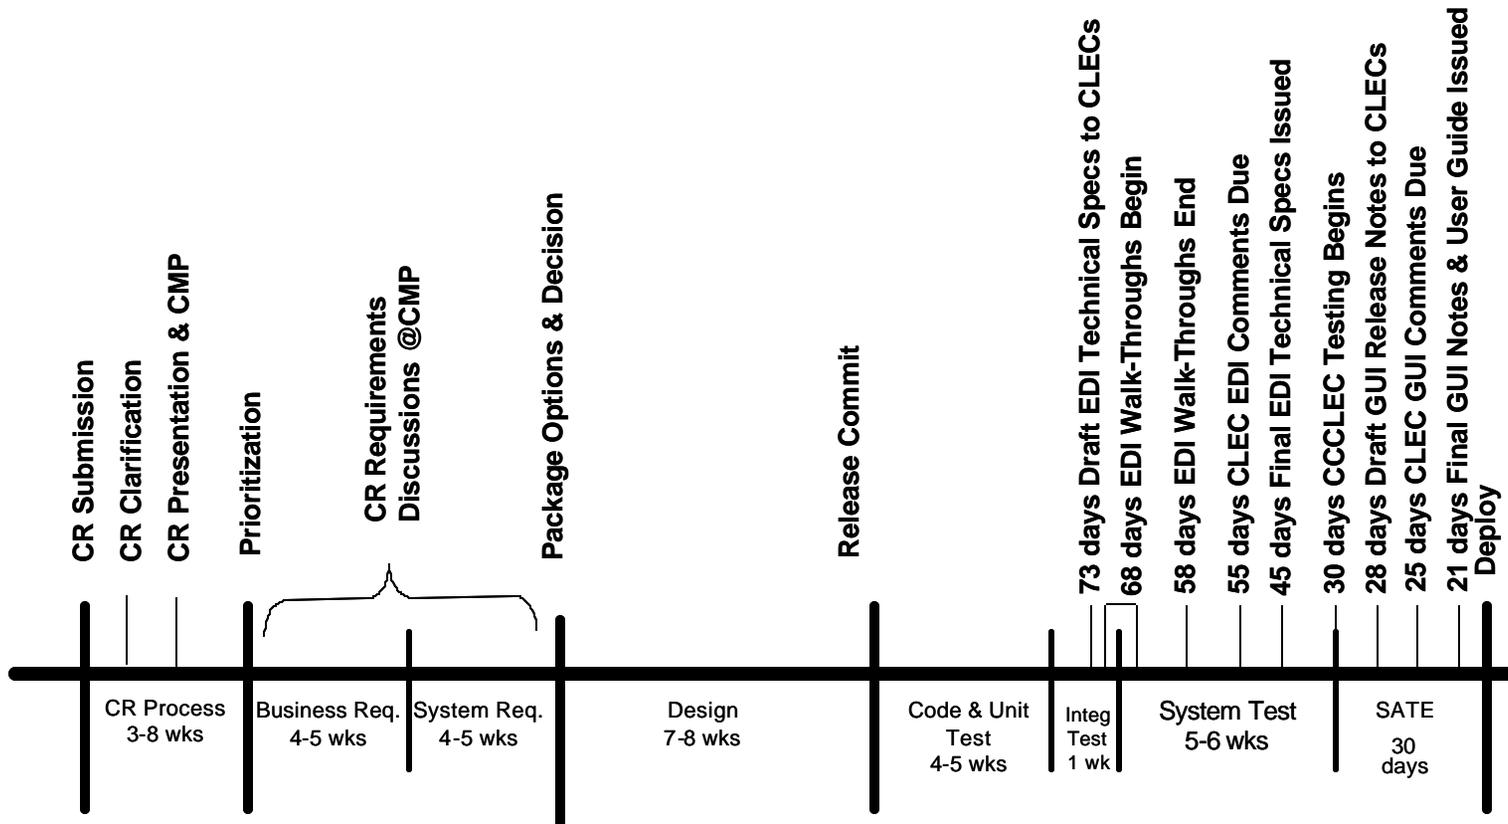 CR Submission
CR Clarification
CR Presentation & CMP
Prioritization
CR Requirements
Discussions @CMP
Package Options & Decision
Release Commit
73 days Draft EDI Technical Specs to CLECs
68 days EDI Walk-Throughs Begin
58 days EDI Walk-Throughs End
55 days CLEC EDI Comments Due
45 days Final EDI Technical Specs Issued
30 days CCCLEC Testing Begins
28 days Draft GUI Release Notes to CLECs
25 days CLEC GUI Comments Due
21 days Final GUI Notes & User Guide Issued
Deploy
CR Process
3-8 wks
Business Req.
4-5 wks
System Req.
4-5 wks
Design
7-8 wks
Code & Unit
Test
4-5 wks
Integ
Test
1 wk
System Test
5-6 wks
SATE
30
days